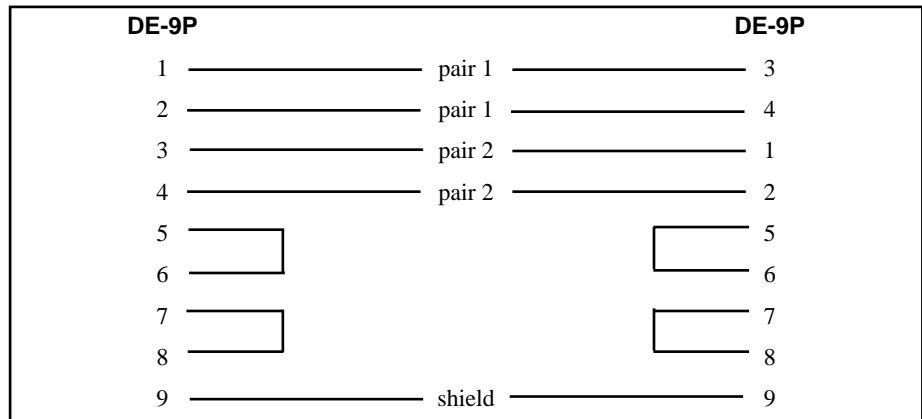 DE-9P DE-9P
1 pair 1 3
2 pair 1 4
3 pair 2 1
4 pair 2 2
5 5
6 6
7 7
8 8
9 shield 9